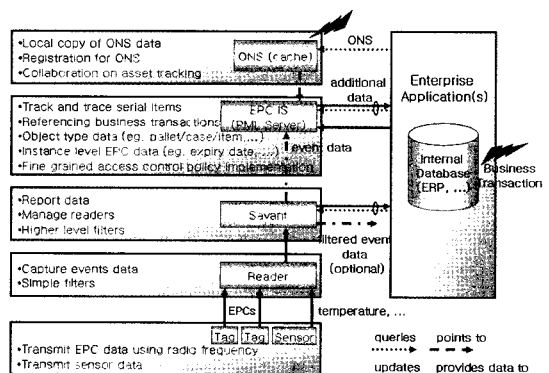 •Local copy of ONS data
•Registration for ONS
•Collaboration on asset tracking
ONS (cache)
ONS
additional data
Enterprise Application(s)
•Track and trace serial items
•Referencing business transactions
•Object type data (eg. pallet/case/item,...)
•Instance level EPC data (eg. expiry date,...)
•Fine grained access control policy implementation
EPC IS
(PML Server)
event data
Internal
Database
(ERP, ...)
Business
Transaction
•Report data
•Manage readers
•Higher level filters
Savant
filtered event
data
(optional)
•Capture events data
•Simple filters
Reader
EPCs
temperature, ...
Tag
Tag
Sensor
•Transmit EPC data using radio frequency
•Transmit sensor data
queries
points to
updates
provides data to